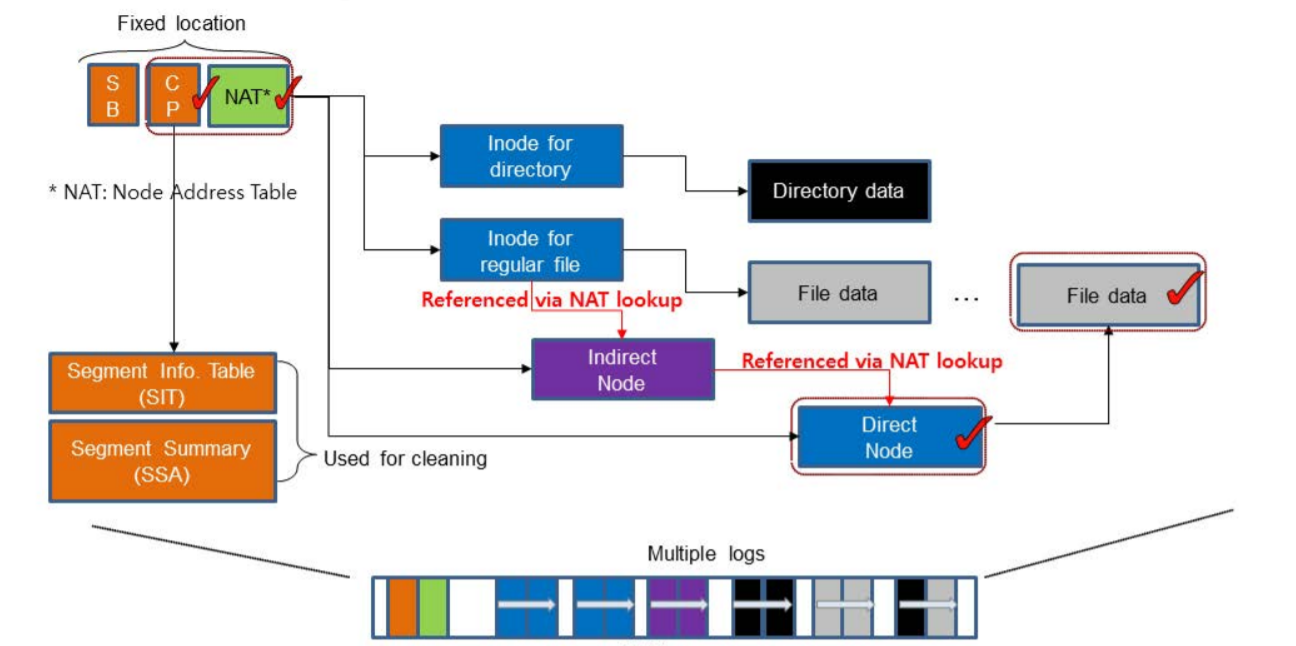 Fixed location
S
B
C
P
NAT*
* NAT: Node Address Table
Inode for
directory
Directory data
Inode for
regular file
Referenced via NAT lookup
File data
...
File data
Indirect
Node
Referenced via NAT lookup
Direct
Node
Segment Info. Table
(SIT)
Segment Summary
(SSA)
Used for cleaning
Multiple logs